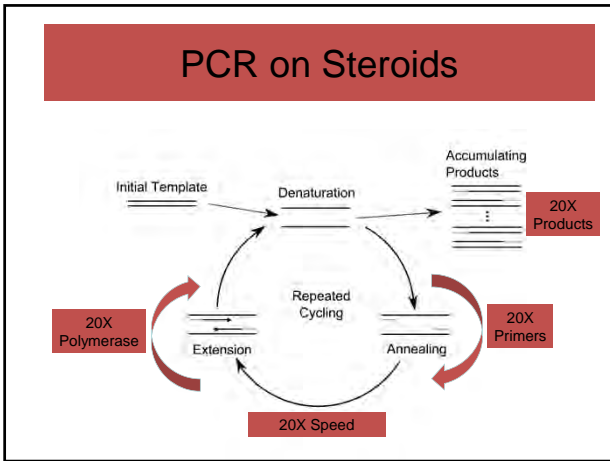 PCR on Steroids
Initial Template
Denaturation
Accumulating
Products
20X
Products
Repeated
Cycling
20X
Polymerase
Extension
Annealing
20X
Primers
20X Speed